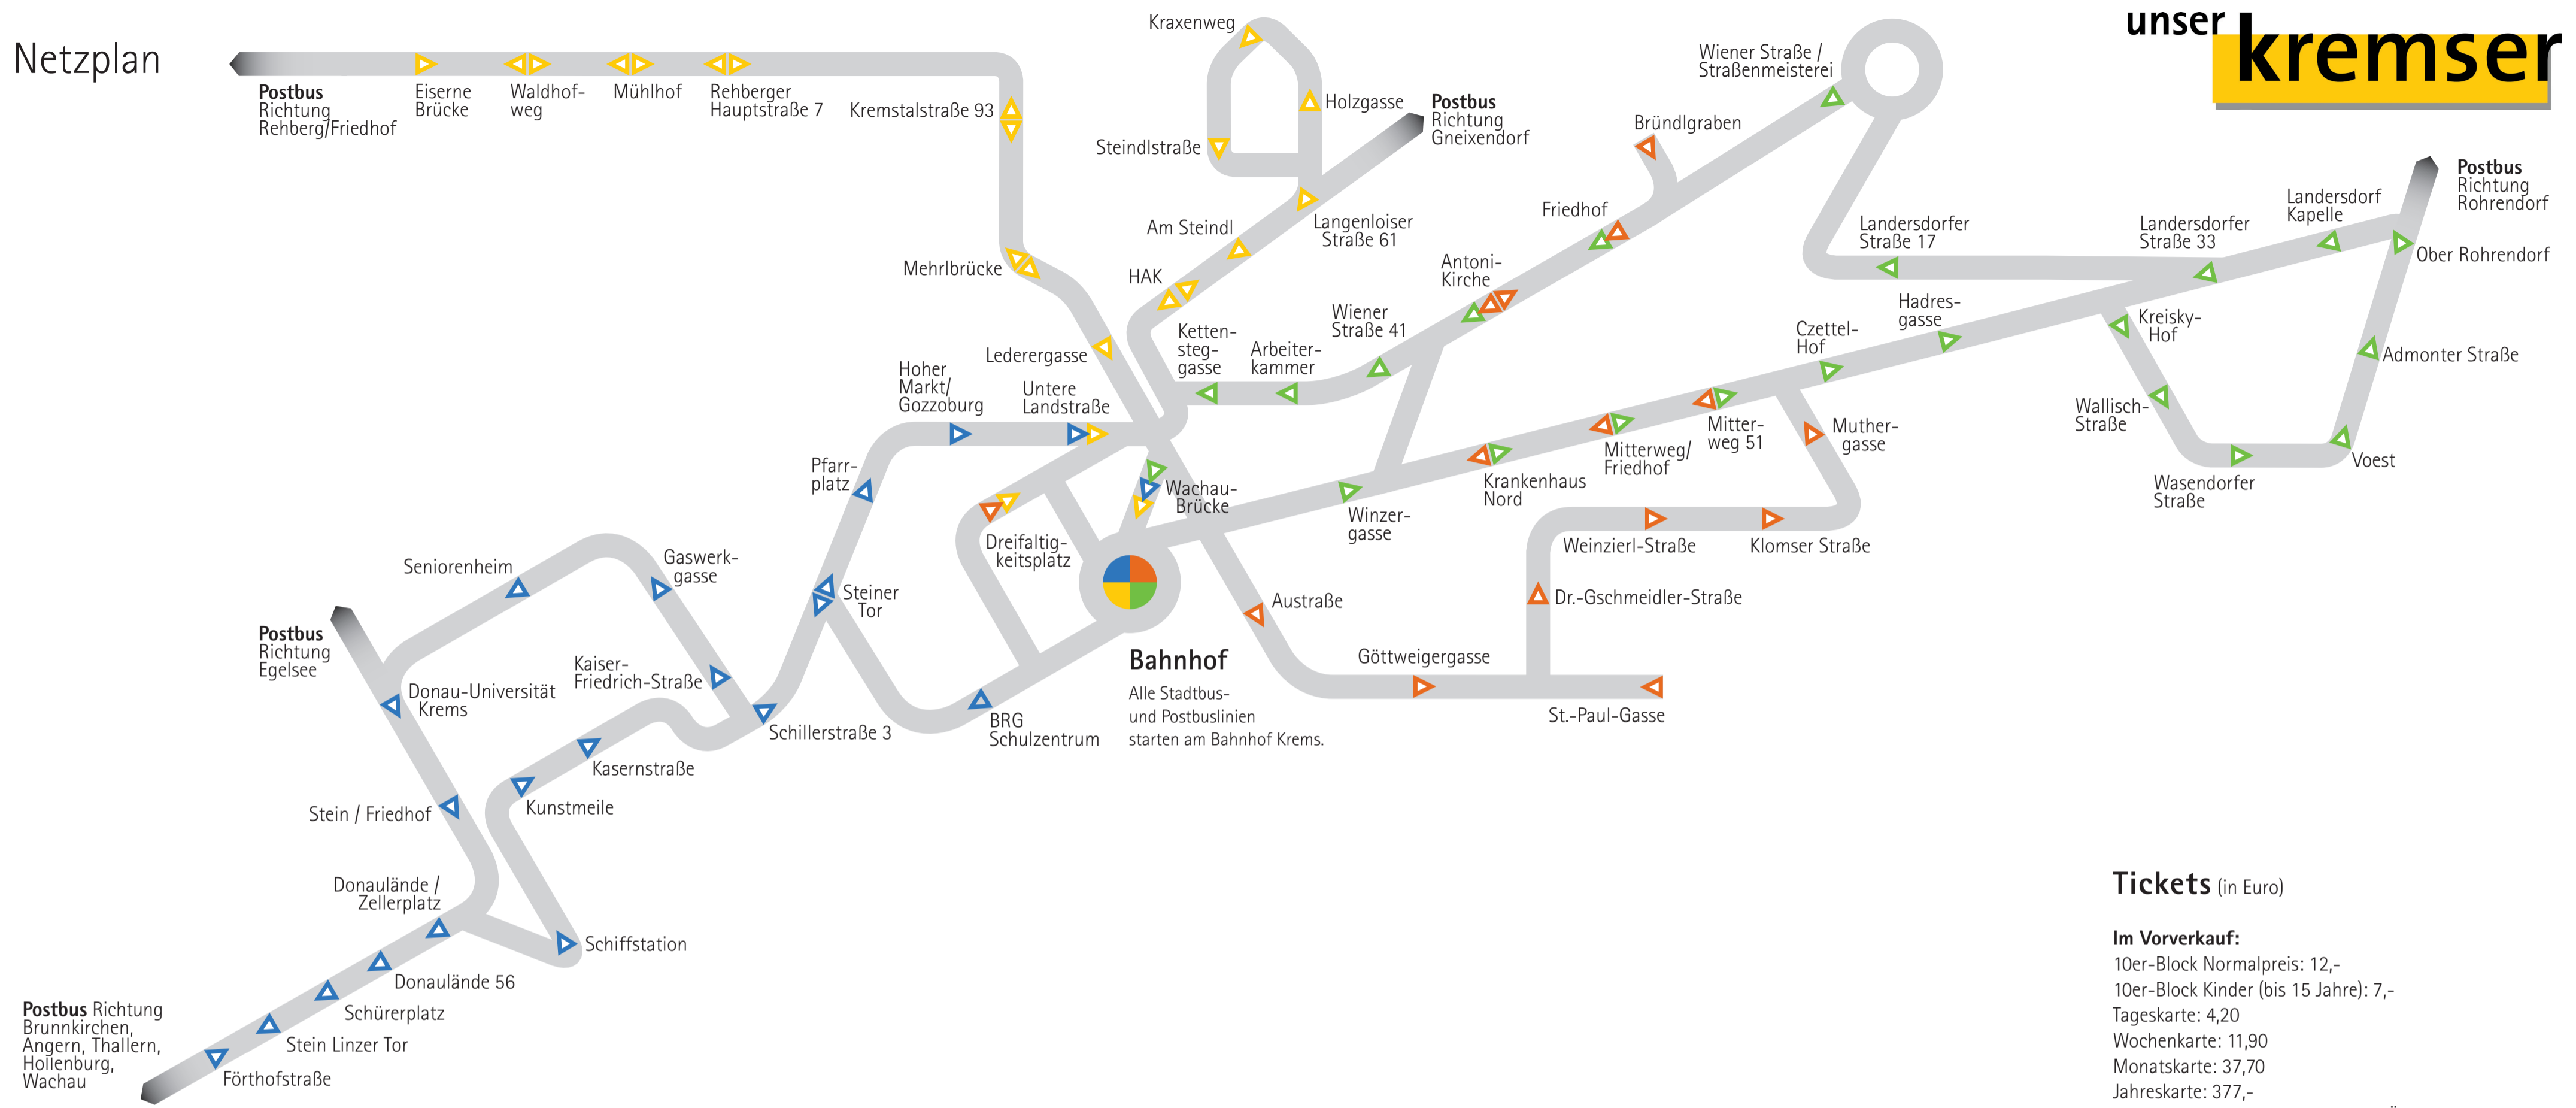 Netzplan
unser
kremser
Postbus
Richtung
Rehberg/Friedhof
Eiserne
Brücke
Waldhof-
weg
Mühlhof
Rehberger
Hauptstraße 7
Kremstalstraße 93
Mehrlbrücke
Lederergasse
Kraxenweg
Holzgasse
Steindlstraße
Postbus
Richtung
Gneixendorf
Langenloiser
Straße 61
Am Steindl
HAK
Wiener Straße /
Straßenmeisterei
Bründlgraben
Friedhof
Antoni-
Kirche
Wiener
Straße 41
Arbeiter-
kammer
Ketten-
steg-
gasse
Landersdorfer
Straße 17
Landersdorfer
Straße 33
Landersdorf
Kapelle
Postbus
Richtung
Rohrendorf
Ober Rohrendorf
Admonter Straße
Voest
Wasendorfer
Straße
Wallisch-
Straße
Kreisky-
Hof
Hadres-
gasse
Czettel-
Hof
Mitter-
weg 51
Mitterweg/
Friedhof
Krankenhaus
Nord
Winzer-
gasse
Muther-
gasse
Klomser Straße
Weinzierl-Straße
Dr.-Gschmeidler-Straße
Göttweigergasse
St.-Paul-Gasse
Austraße
Hoher
Markt/
Gozzoburg
Untere
Landstraße
Pfarr-
platz
Wachau-
Brücke
Dreifaltig-
keitsplatz
Steiner
Tor
Bahnhof
Alle Stadtbus-
und Postbuslinien
starten am Bahnhof Krems.
BRG
Schulzentrum
Schillerstraße 3
Gaswerk-
gasse
Seniorenheim
Kaiser-
Friedrich-Straße
Postbus
Richtung
Egelsee
Donau-Universität
Krems
Kasernstraße
Kunstmeile
Stein / Friedhof
Donaulände /
Zellerplatz
Schiffstation
Donaulände 56
Schürerplatz
Stein Linzer Tor
Förthofstraße
Postbus Richtung
Brunnkirchen,
Angern, Thallern,
Hollenburg,
Wachau
Tickets (in Euro)
Im Vorverkauf:
10er-Block Normalpreis: 12,-
10er-Block Kinder (bis 15 Jahre): 7,-
Tageskarte: 4,20
Wochenkarte: 11,90
Monatskarte: 37,70
Jahreskarte: 377,-